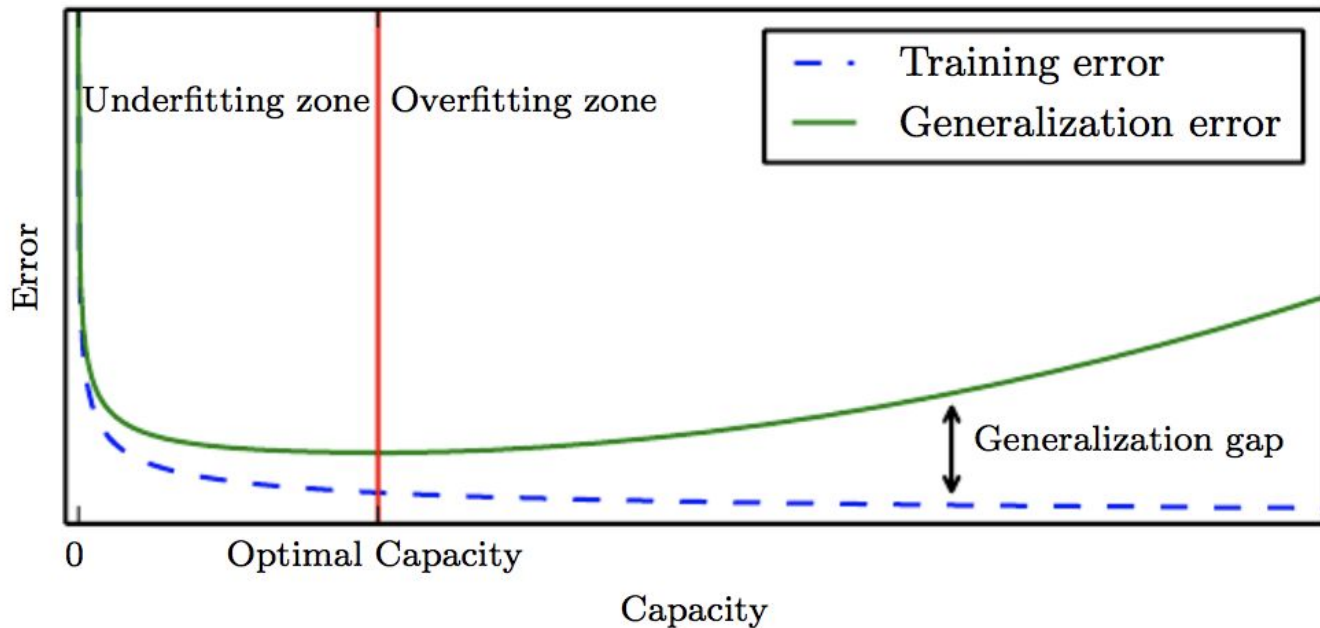 Training error
Generalization error
Underfitting zone
Overfitting zone
Error
Generalization gap
0
Optimal Capacity
Capacity